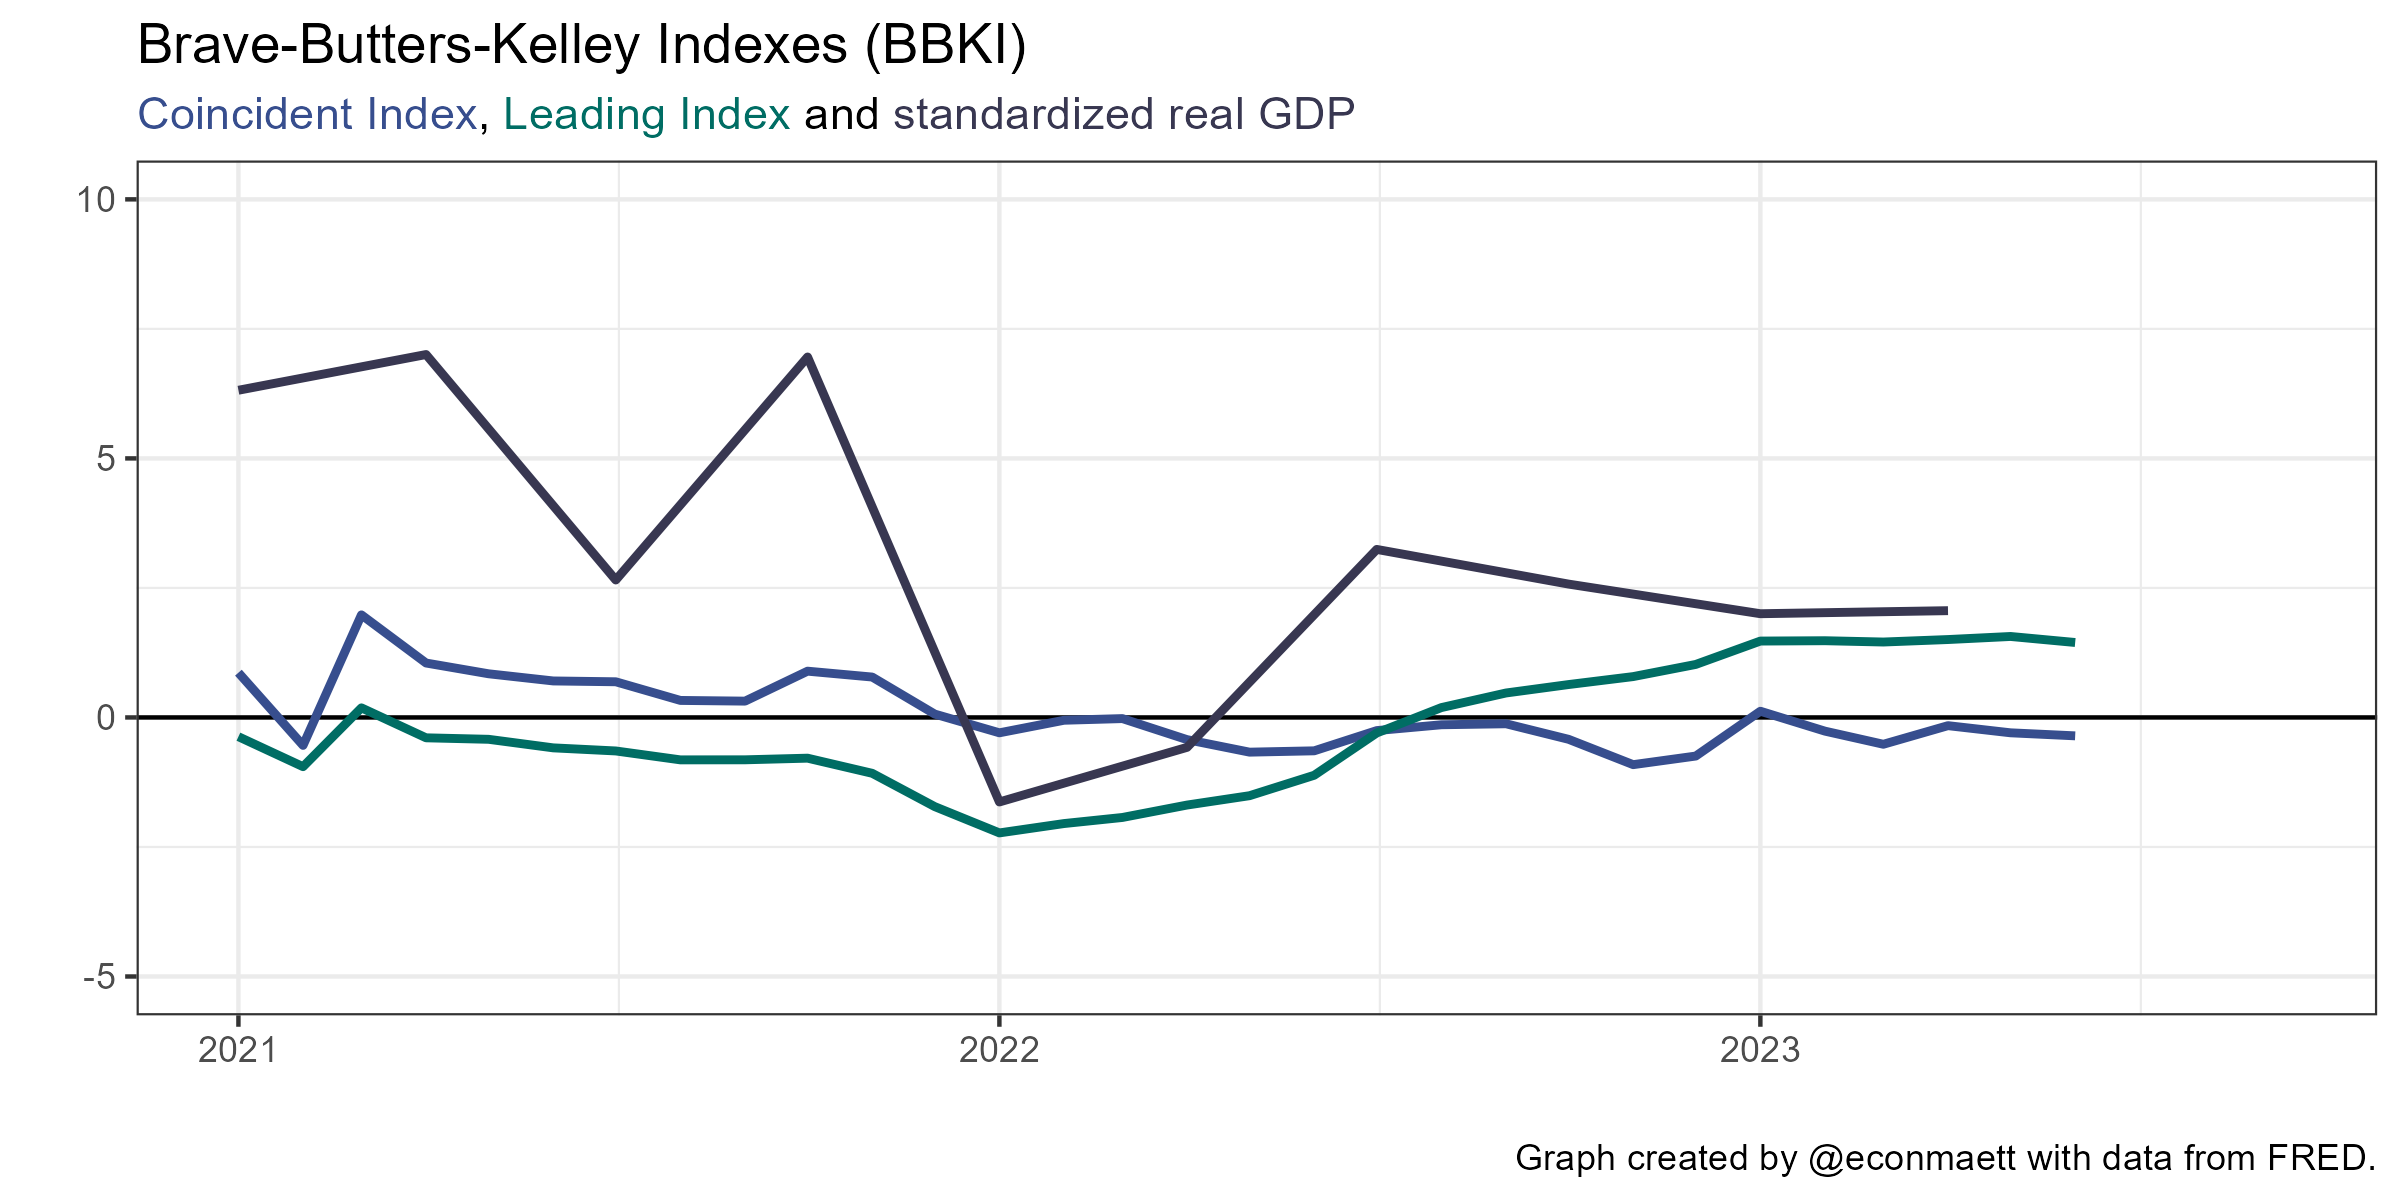 Brave-Butters-Kelley Indexes (BBKI)
Coincident Index, Leading Index and standardized real GDP
10
5
0
-5
2021 2022 2023
Graph created by @econmaett with data from FRED.